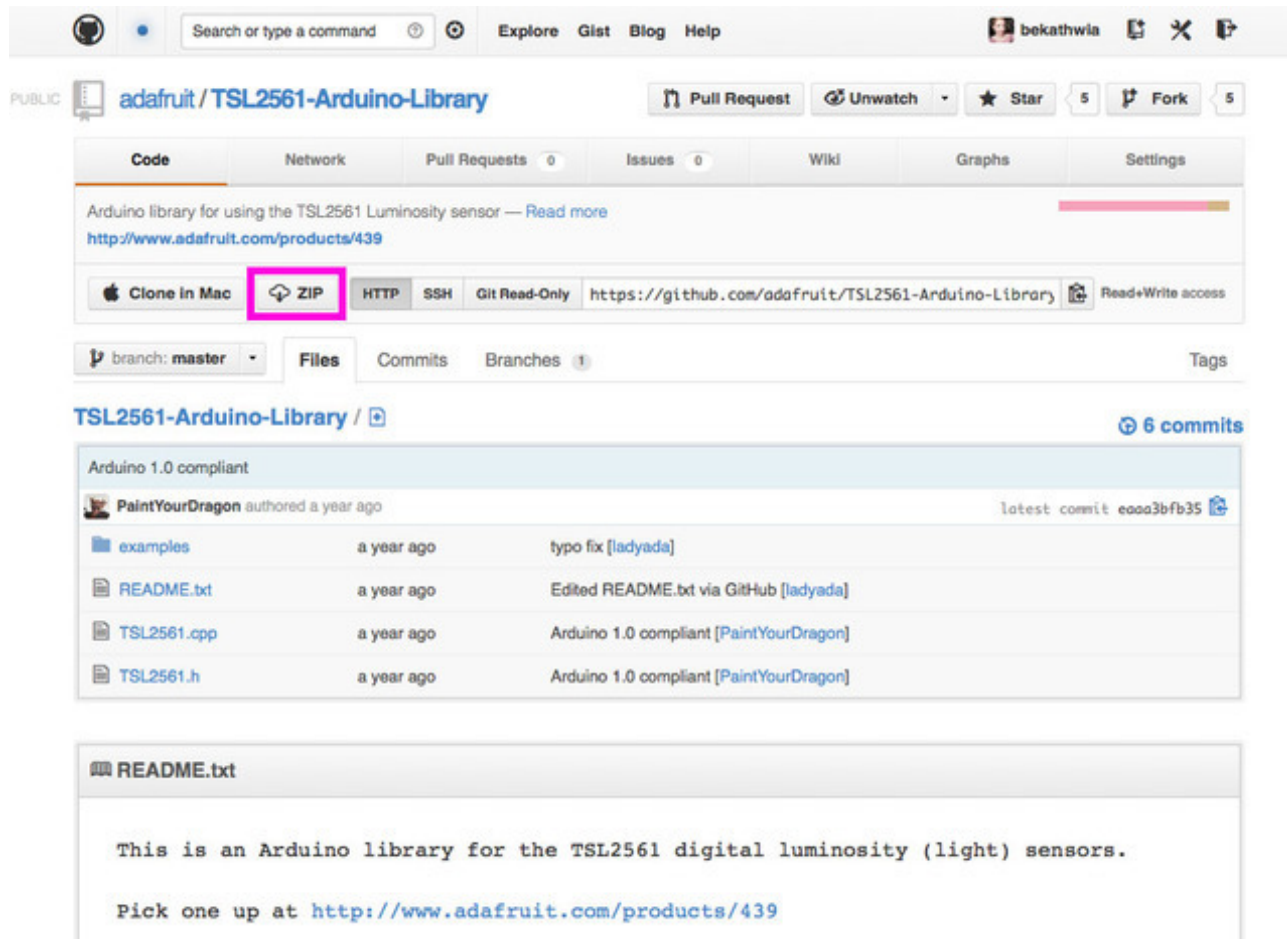 Search or type a command Explore Gist Blog Help bekathwia
PUBLIC adafruit / TSL2561-Arduino-Library Pull Request Unwatch Star 5 Fork 5
Code Network Pull Requests 0 Issues 0 Wiki Graphs Settings
Arduino library for using the TSL2561 Luminosity sensor — Read more
http://www.adafruit.com/products/439
Clone in Mac ZIP HTTP SSH Git Read-Only https://github.com/adafruit/TSL2561-Arduino-Library Read+Write access
branch: master Files Commits Branches 1 Tags
TSL2561-Arduino-Library / 6 commits
Arduino 1.0 compliant
PaintYourDragon authored a year ago latest commit eaaa3bfb35
examples a year ago typo fix [ladyada]
README.txt a year ago Edited README.txt via GitHub [ladyada]
TSL2561.cpp a year ago Arduino 1.0 compliant [PaintYourDragon]
TSL2561.h a year ago Arduino 1.0 compliant [PaintYourDragon]
README.txt
This is an Arduino library for the TSL2561 digital luminosity (light) sensors.
Pick one up at http://www.adafruit.com/products/439